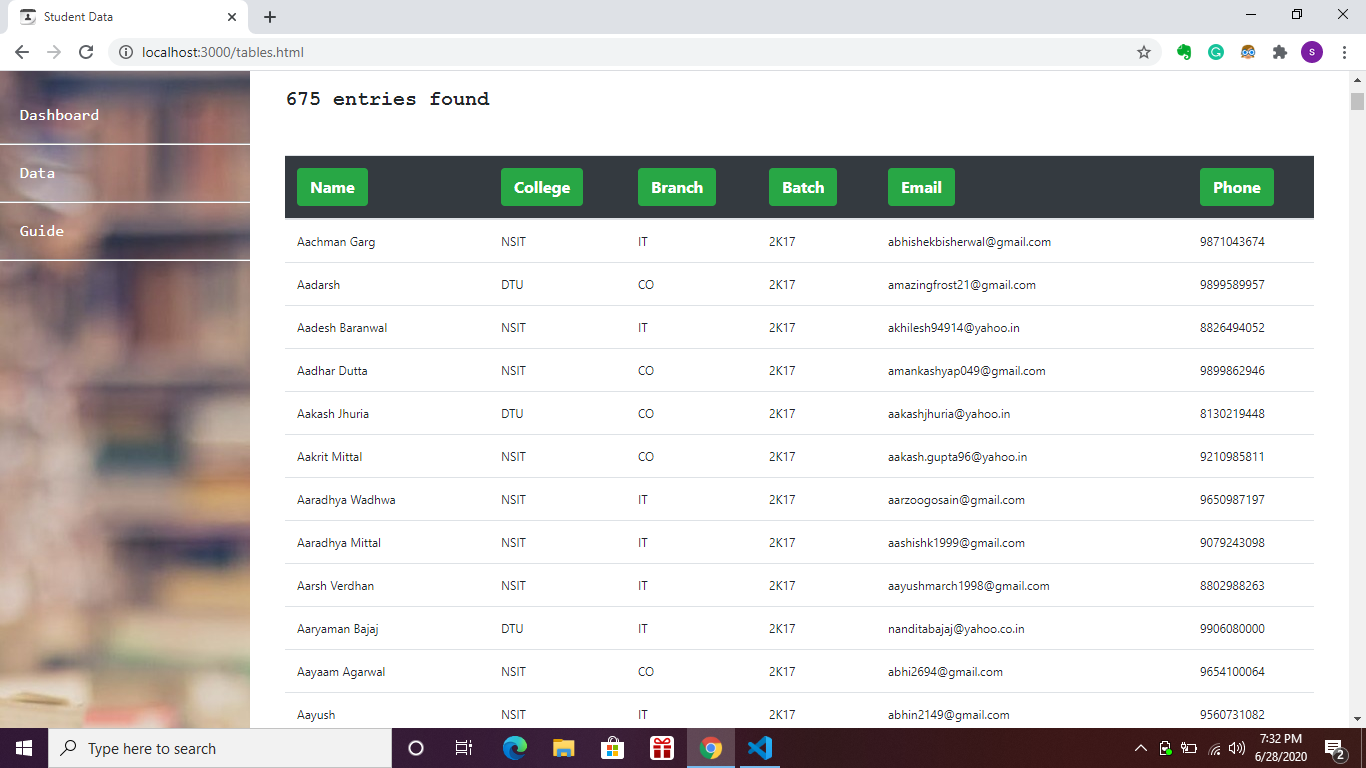 Student Data
localhost:3000/tables.html
S
Dashboard
Data
Guide
675 entries found
Name College Branch Batch Email Phone
Aachman Garg NSIT IT 2K17 abhishekbisherwal@gmail.com 9871043674
Aadarsh DTU CO 2K17 amazingfrost21@gmail.com 9899589957
Aadesh Baranwal NSIT IT 2K17 akhilesh94914@yahoo.in 8826494052
Aadhar Dutta NSIT CO 2K17 amankashyap049@gmail.com 9899862946
Aakash Jhuria DTU CO 2K17 aakashjhuria@yahoo.in 8130219448
Aakrit Mittal NSIT CO 2K17 aakash.gupta96@yahoo.in 9210985811
Aaradhya Wadhwa NSIT IT 2K17 aarzoogosain@gmail.com 9650987197
Aaradhya Mittal NSIT IT 2K17 aashishk1999@gmail.com 9079243098
Aarsh Verdhan NSIT IT 2K17 aayushmarch1998@gmail.com 8802988263
Aaryaman Bajaj DTU IT 2K17 nanditabajaj@yahoo.co.in 9906080000
Aayaam Agarwal NSIT CO 2K17 abhi2694@gmail.com 9654100064
Aayush NSIT IT 2K17 abhin2149@gmail.com 9560731082
Type here to search
7:32 PM
6/28/2020
2